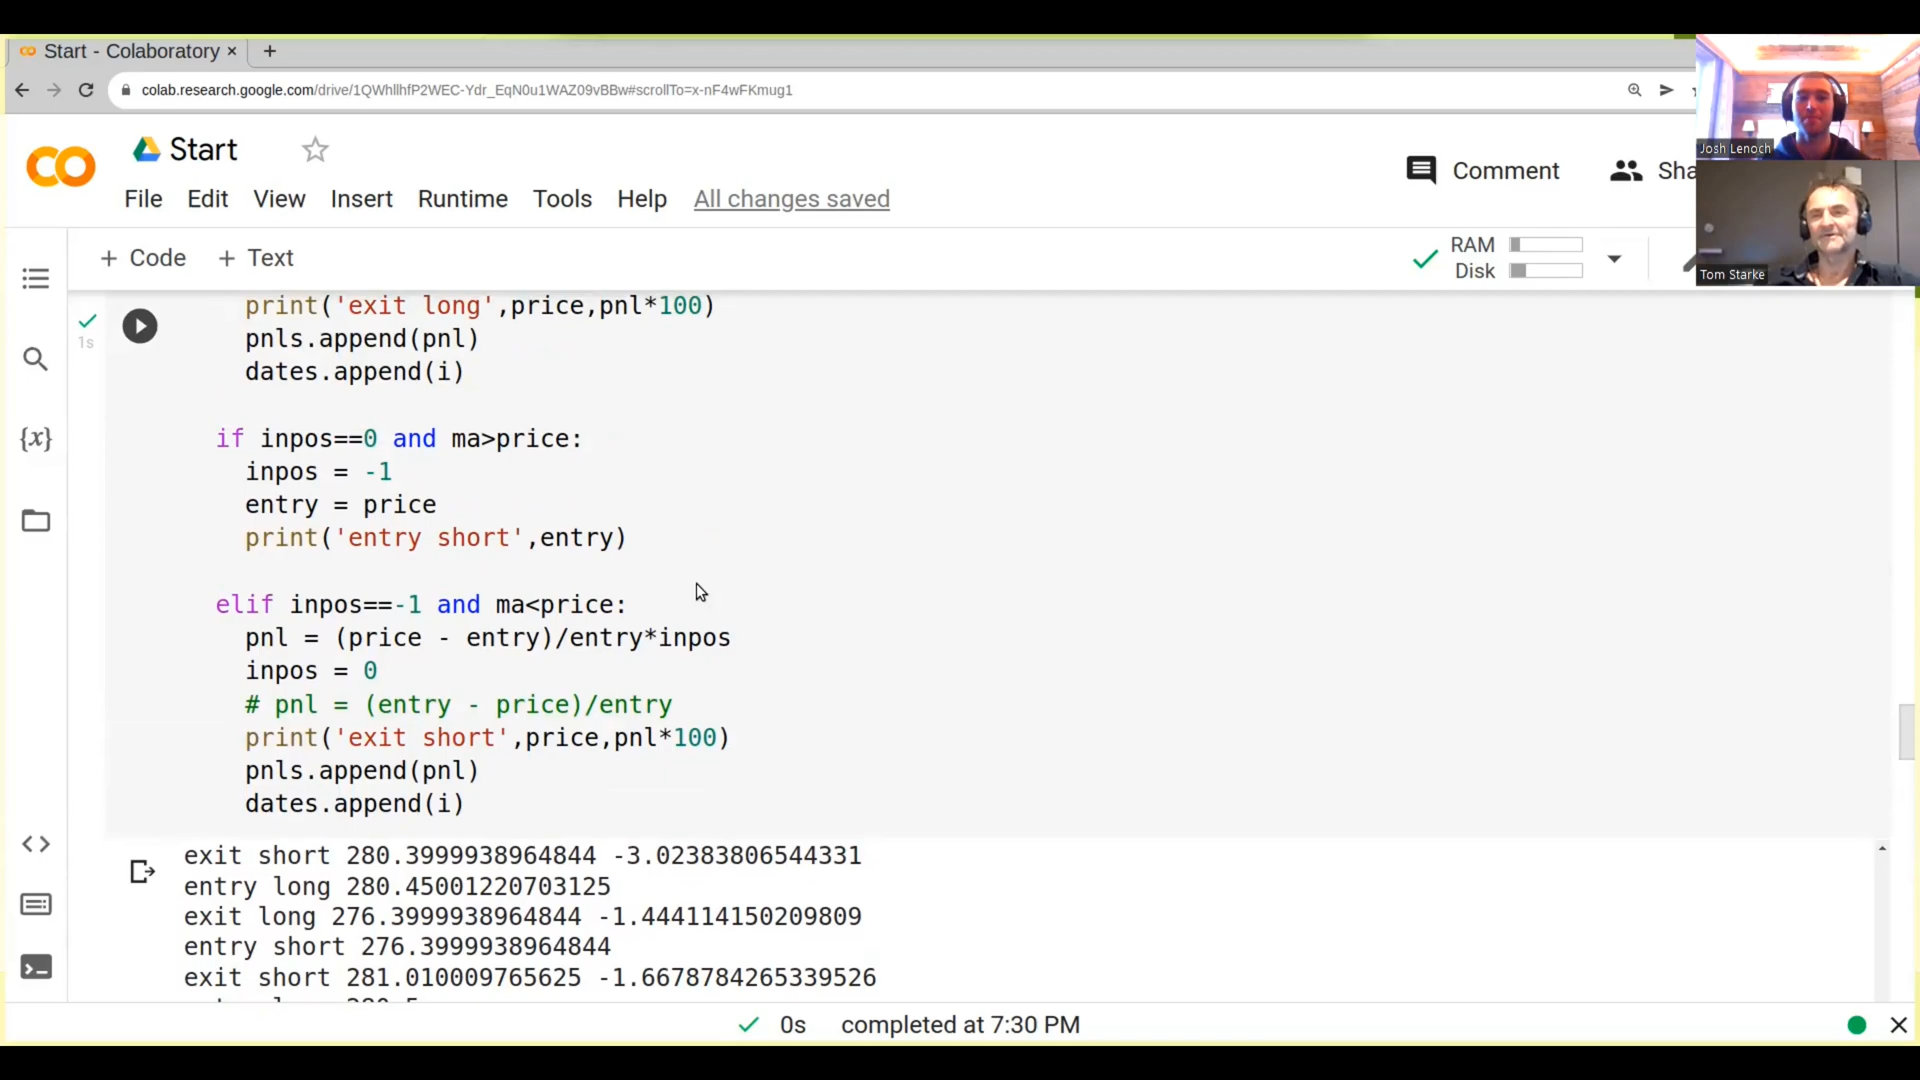 Start - Colaboratory
colab.research.google.com/drive/1QWhllhfP2WEC-Ydr_EqN0u1WAZ09vBBw#scrollTo=x-nF4wFKmug1
Josh Lenoch
Start
Comment
Sha
File Edit View Insert Runtime Tools Help All changes saved
Tom Starke
+ Code + Text
RAM
Disk
1s
print('exit long',price,pnl*100)
pnls.append(pnl)
dates.append(i)
if inpos==0 and ma>price:
inpos = -1
entry = price
print('entry short',entry)
elif inpos==-1 and ma<price:
pnl = (price - entry)/entry*inpos
inpos = 0
# pnl = (entry - price)/entry
print('exit short',price,pnl*100)
pnls.append(pnl)
dates.append(i)
exit short 280.3999938964844 -3.02383806544331
entry long 280.45001220703125
exit long 276.3999938964844 -1.444114150209809
entry short 276.3999938964844
exit short 281.010009765625 -1.6678784265339526
0s completed at 7:30 PM